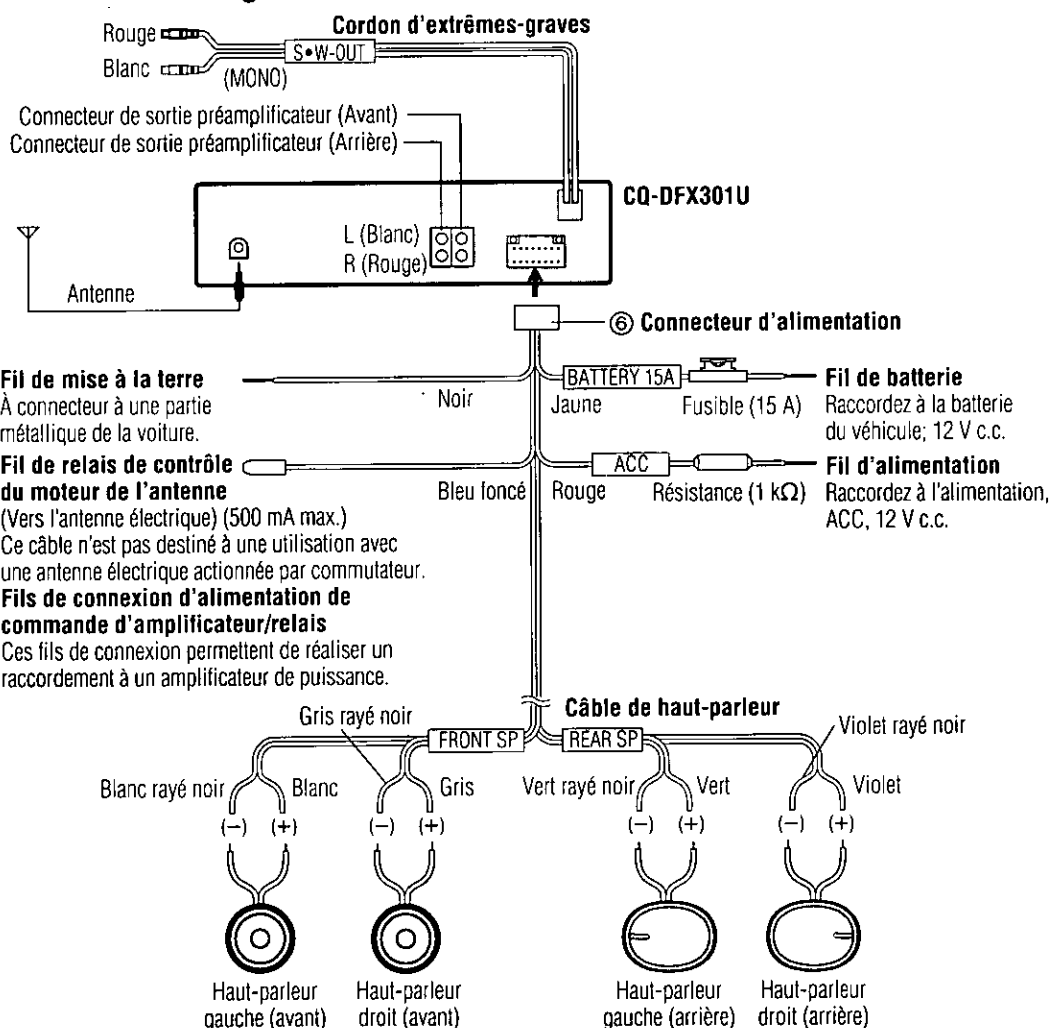 Cordon d'extrêmes-graves
Rouge
S•W-OUT
Blanc
(MONO)
Connecteur de sortie préamplificateur (Avant)
Connecteur de sortie préamplificateur (Arrière)
CQ-DFX301U
L (Blanc)
R (Rouge)
Antenne
⑥ Connecteur d'alimentation
Fil de mise à la terre
À connecteur à une partie
métallique de la voiture.
Noir
BATTERY 15A
Jaune
Fusible (15 A)
Fil de batterie
Raccordez à la batterie
du véhicule; 12 V c.c.
Fil de relais de contrôle
du moteur de l'antenne
(Vers l'antenne électrique) (500 mA max.)
Ce câble n'est pas destiné à une utilisation avec
une antenne électrique actionnée par commutateur.
Bleu foncé
Rouge
ACC
Résistance (1 kΩ)
Fil d'alimentation
Raccordez à l'alimentation,
ACC, 12 V c.c.
Fils de connexion d'alimentation de
commande d'amplificateur/relais
Ces fils de connexion permettent de réaliser un
raccordement à un amplificateur de puissance.
Câble de haut-parleur
Gris rayé noir
FRONT SP
REAR SP
Violet rayé noir
Blanc rayé noir
Blanc
Gris
Vert rayé noir
Vert
Violet
(−) (+) (−) (+) (−) (+) (−) (+)
Haut-parleur
gauche (avant)
Haut-parleur
droit (avant)
Haut-parleur
gauche (arrière)
Haut-parleur
droit (arrière)